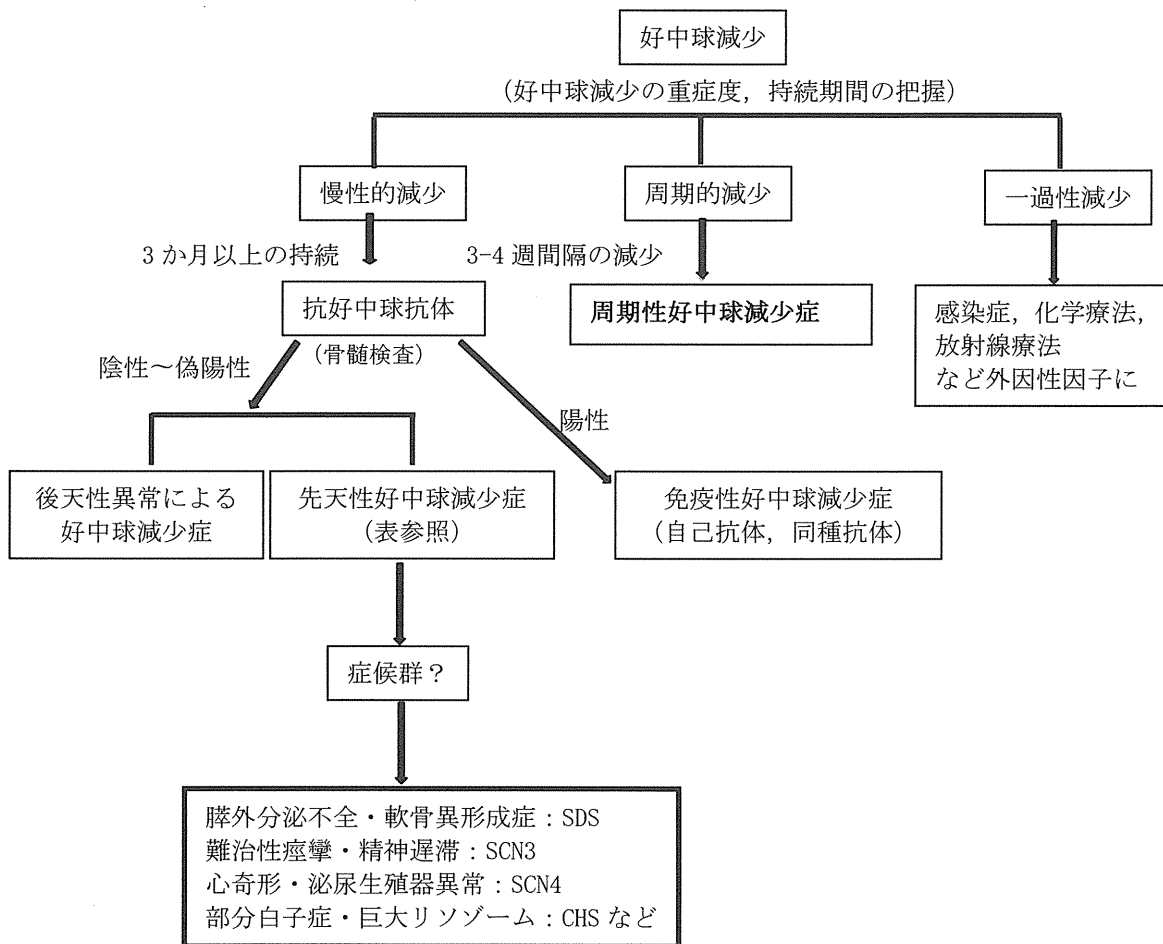 好中球減少
（好中球減少の重症度，持続期間の把握）
慢性的減少
周期的減少
一過性減少
3か月以上の持続
3-4週間隔の減少
抗好中球抗体
（骨髄検査）
周期性好中球減少症
感染症，化学療法，
放射線療法
など外因性因子に
陰性～偽陽性
陽性
後天性異常による
好中球減少症
先天性好中球減少症
（表参照）
免疫性好中球減少症
（自己抗体，同種抗体）
症候群？
膵外分泌不全・軟骨異形成症：SDS
難治性痙攣・精神遅滞：SCN3
心奇形・泌尿生殖器異常：SCN4
部分白子症・巨大リソゾーム：CHSなど